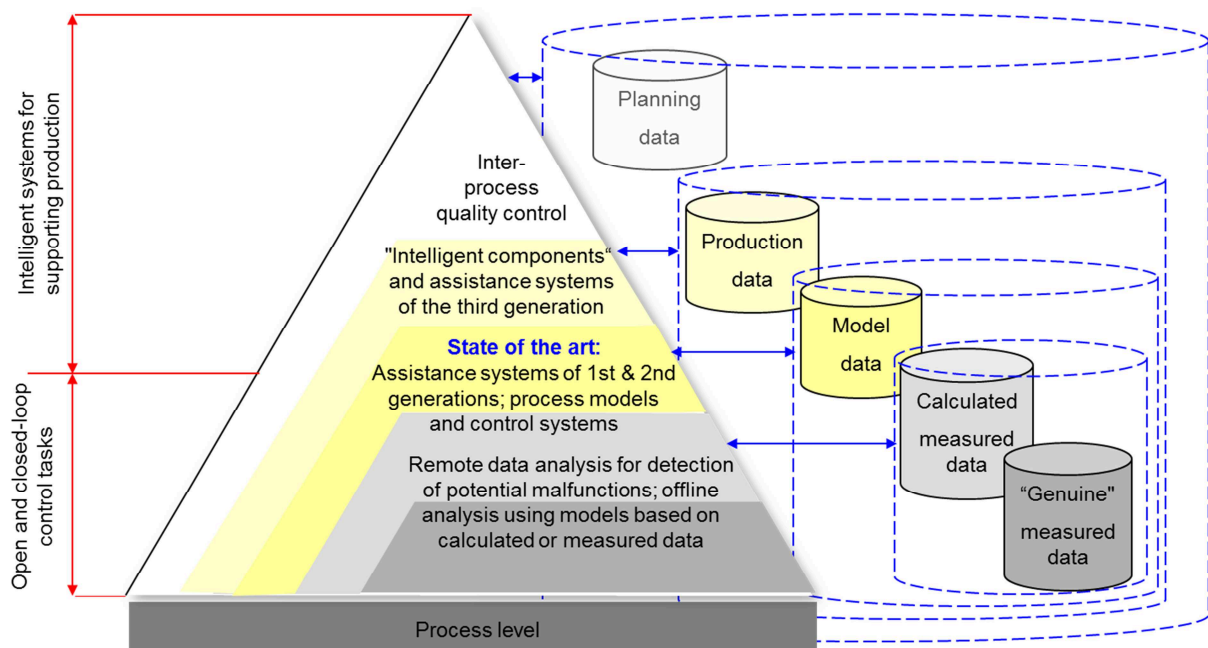 Intelligent systems for
supporting production
Open and closed-loop
control tasks
Inter-
process
quality control
"Intelligent components“
and assistance systems
of the third generation
State of the art:
Assistance systems of 1st & 2nd
generations; process models
and control systems
Remote data analysis for detection
of potential malfunctions; offline
analysis using models based on
calculated or measured data
Process level
Planning
data
Production
data
Model
data
Calculated
measured
data
“Genuine"
measured
data